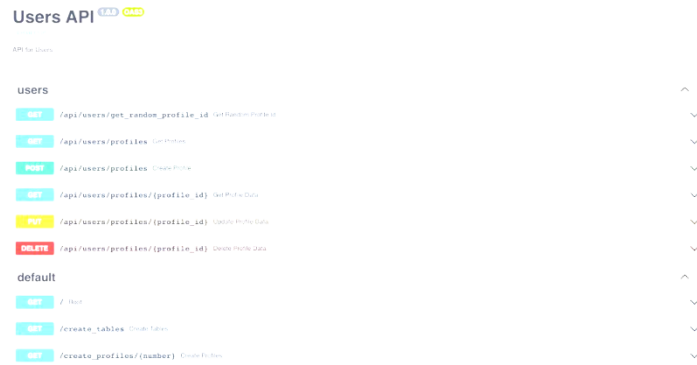 Users API 1.0.0 OAS3
API for Users
users
GET /api/users/get_random_profile_id Get Random Profile Id
GET /api/users/profiles Get Profiles
POST /api/users/profiles Create Profile
GET /api/users/profiles/{profile_id} Get Profile Data
PUT /api/users/profiles/{profile_id} Update Profile Data
DELETE /api/users/profiles/{profile_id} Delete Profile Data
default
GET / Root
GET /create_tables Create Tables
GET /create_profiles/{number} Create Profiles